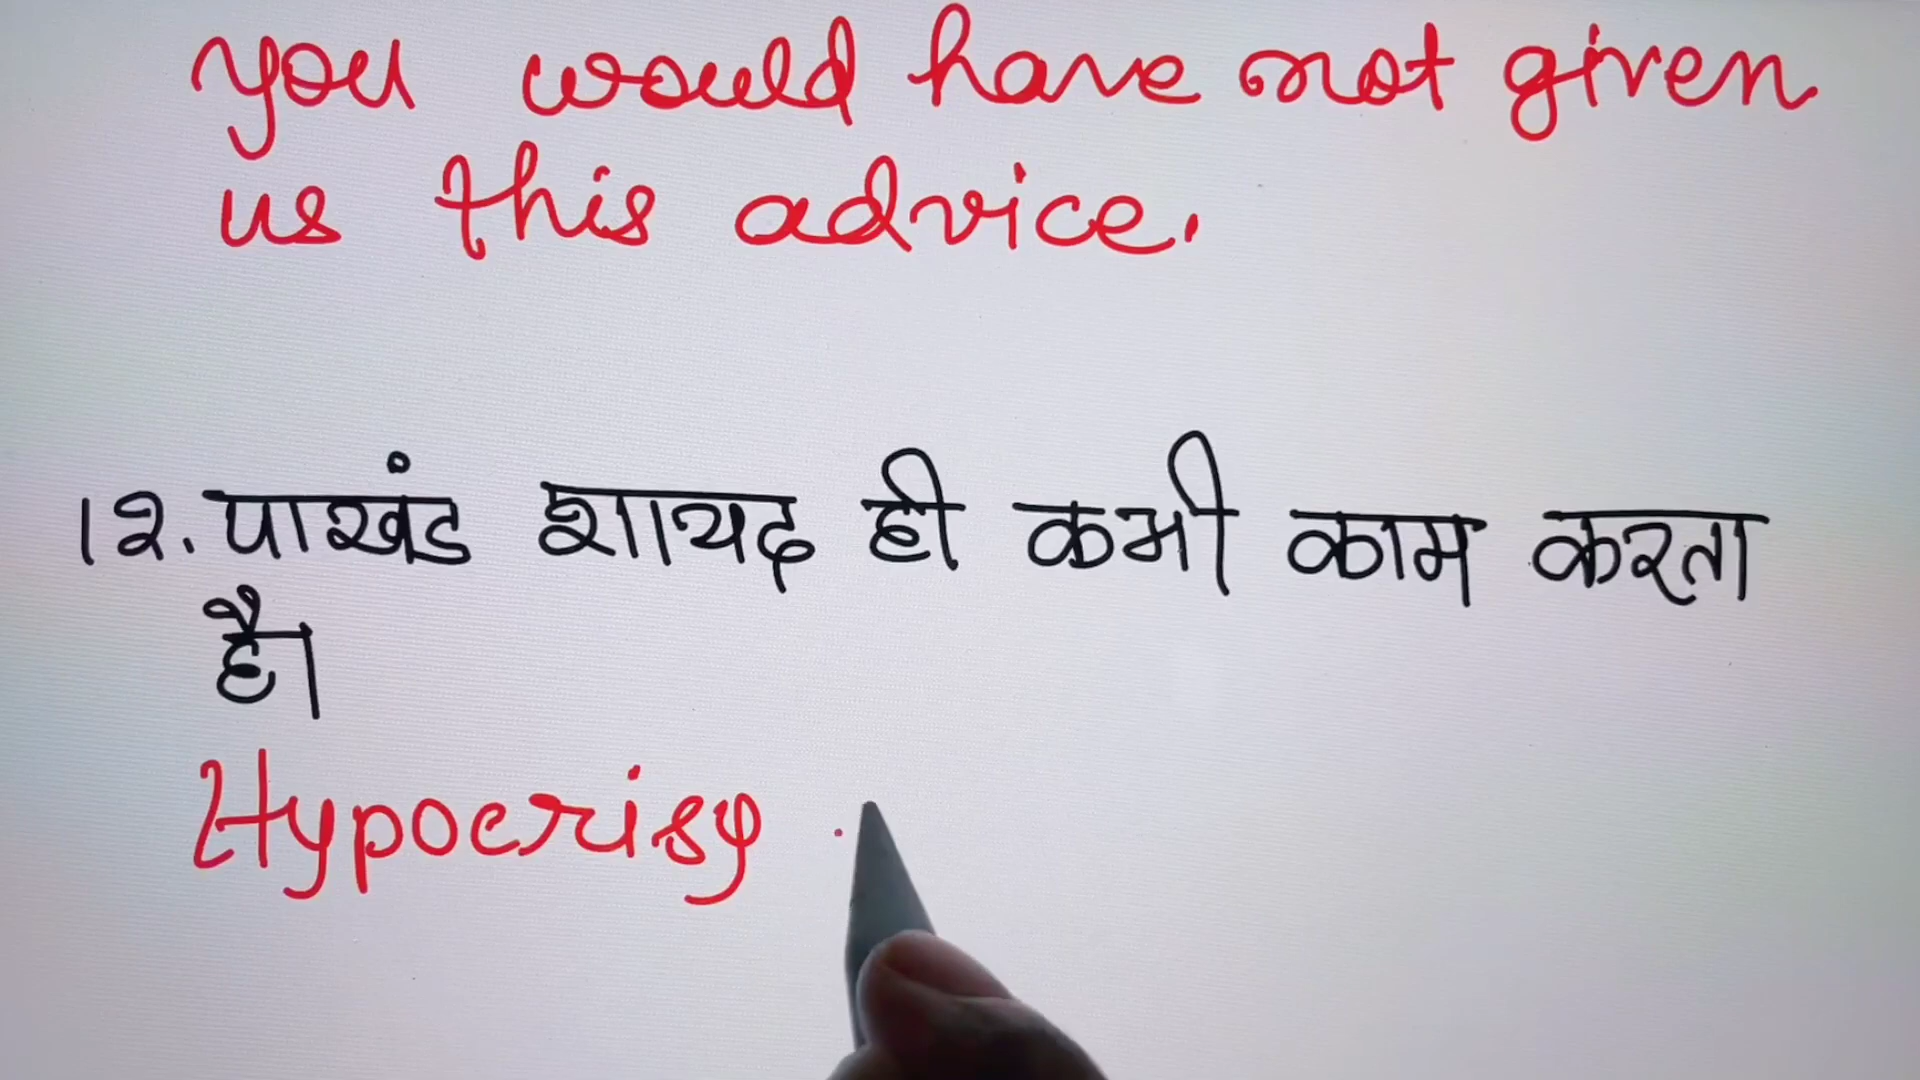 you would have not given
us this advice.
12. पाखंड शायद ही कभी काम करता
है।
Hypocrisy